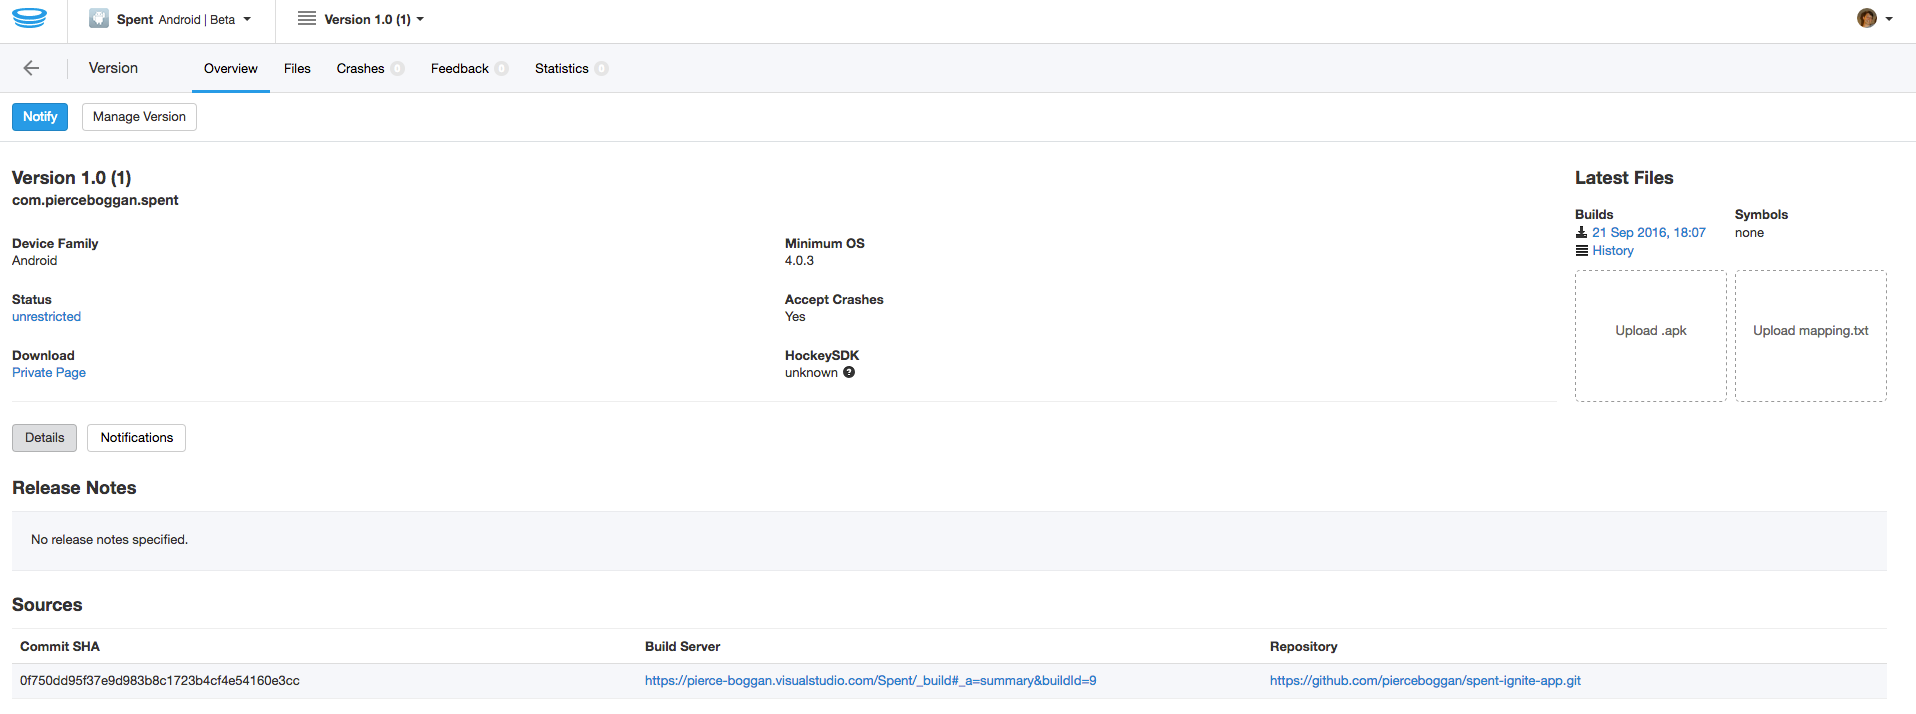 Spent Android | Beta
Version 1.0 (1)
Version
Overview
Files
Crashes 0
Feedback 0
Statistics 0
Notify
Manage Version
Version 1.0 (1)
com.pierceboggan.spent
Device Family
Android
Minimum OS
4.0.3
Status
unrestricted
Accept Crashes
Yes
Download
Private Page
HockeySDK
unknown ?
Latest Files
Builds
21 Sep 2016, 18:07
History
Symbols
none
Upload .apk
Upload mapping.txt
Details
Notifications
Release Notes
No release notes specified.
Sources
Commit SHA
Build Server
Repository
0f750dd95f37e9d983b8c1723b4cf4e54160e3cc
https://pierce-boggan.visualstudio.com/Spent/_build#_a=summary&buildId=9
https://github.com/pierceboggan/spent-ignite-app.git